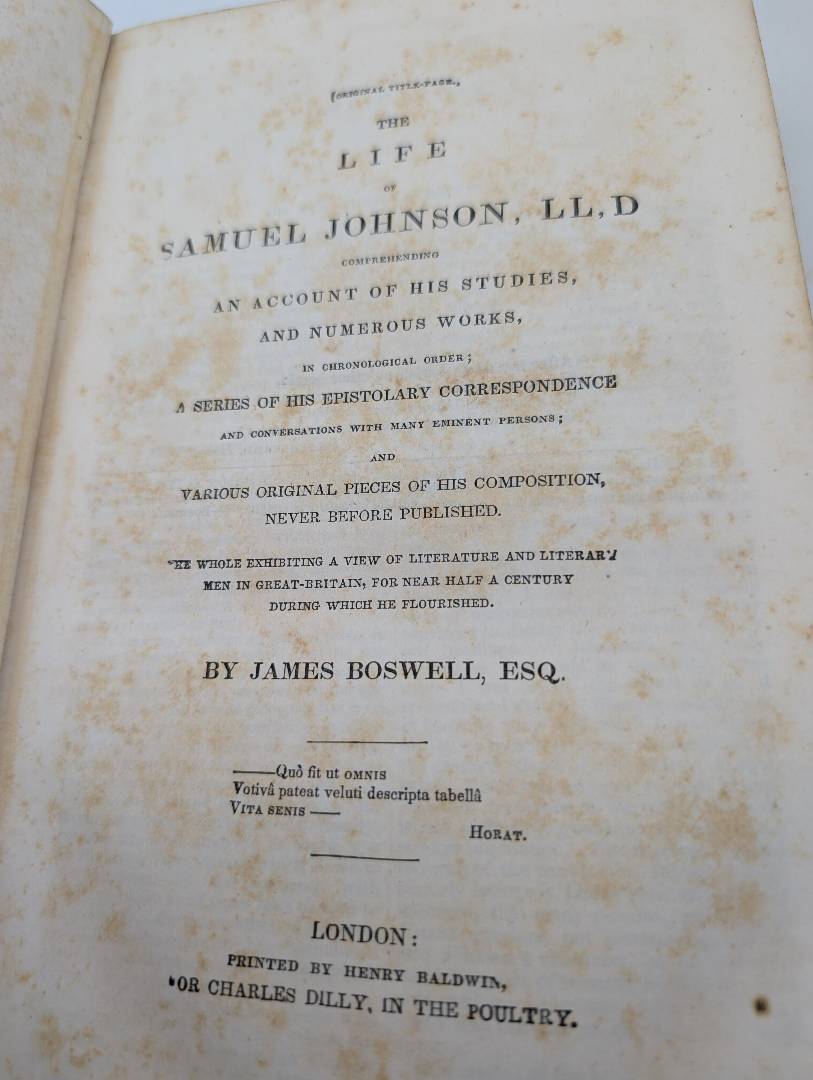 [ORIGINAL TITLE-PAGE.,
THE
LIFE
OF
SAMUEL JOHNSON, LL,D
COMPREHENDING
AN ACCOUNT OF HIS STUDIES,
AND NUMEROUS WORKS,
IN CHRONOLOGICAL ORDER;
A SERIES OF HIS EPISTOLARY CORRESPONDENCE
AND CONVERSATIONS WITH MANY EMINENT PERSONS;
AND
VARIOUS ORIGINAL PIECES OF HIS COMPOSITION,
NEVER BEFORE PUBLISHED.
THE WHOLE EXHIBITING A VIEW OF LITERATURE AND LITERARY
MEN IN GREAT-BRITAIN, FOR NEAR HALF A CENTURY
DURING WHICH HE FLOURISHED.
BY JAMES BOSWELL, ESQ.
——Quò fit ut OMNIS
Votivâ pateat veluti descripta tabellâ
VITA SENIS ——
HORAT.
LONDON:
PRINTED BY HENRY BALDWIN,
FOR CHARLES DILLY, IN THE POULTRY.